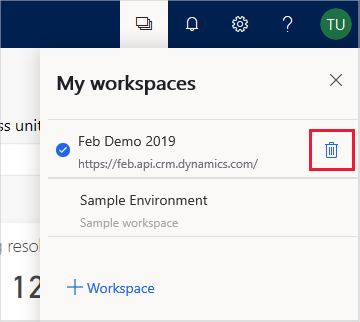 TU
My workspaces
ss unit
Feb Demo 2019
https://feb.api.crm.dynamics.com/
Sample Environment
Sample workspace
g resol
12
+ Workspace